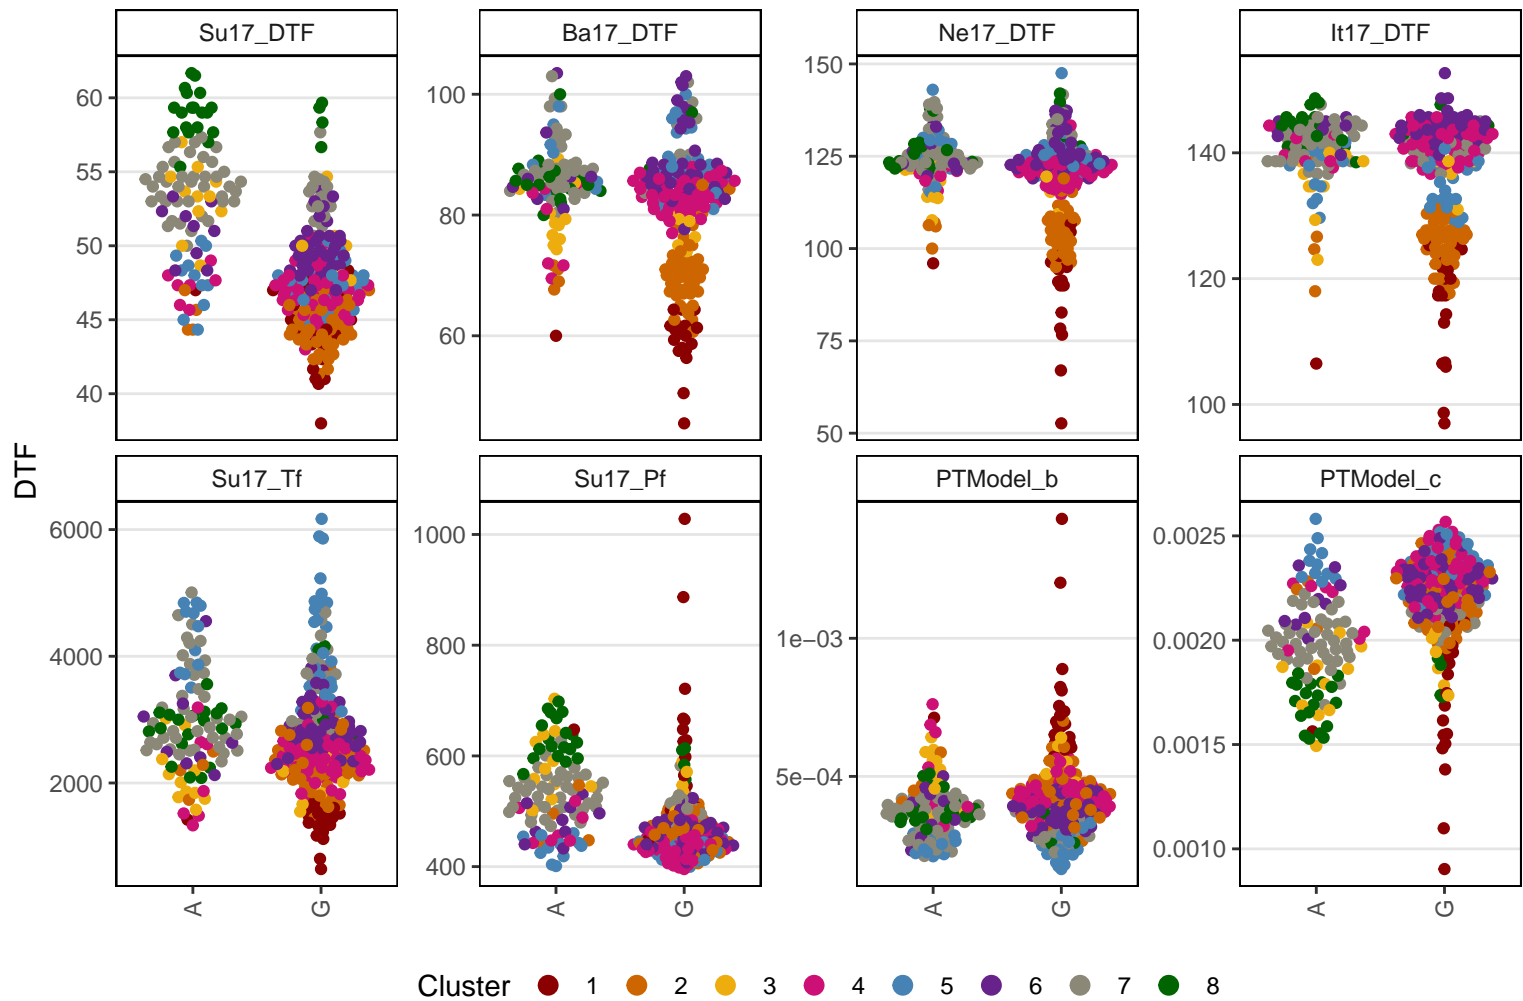 Su17_DTF
Ba17_DTF
Ne17_DTF
It17_DTF
60
55
50
45
40
100
80
60
150
125
100
75
50
140
120
100
DTF
Su17_Tf
Su17_Pf
PTModel_b
PTModel_c
6000
4000
2000
1000
800
600
400
1e-03
5e-04
0.0025
0.0020
0.0015
0.0010
A
G
A
G
A
G
A
G
Cluster 1 2 3 4 5 6 7 8